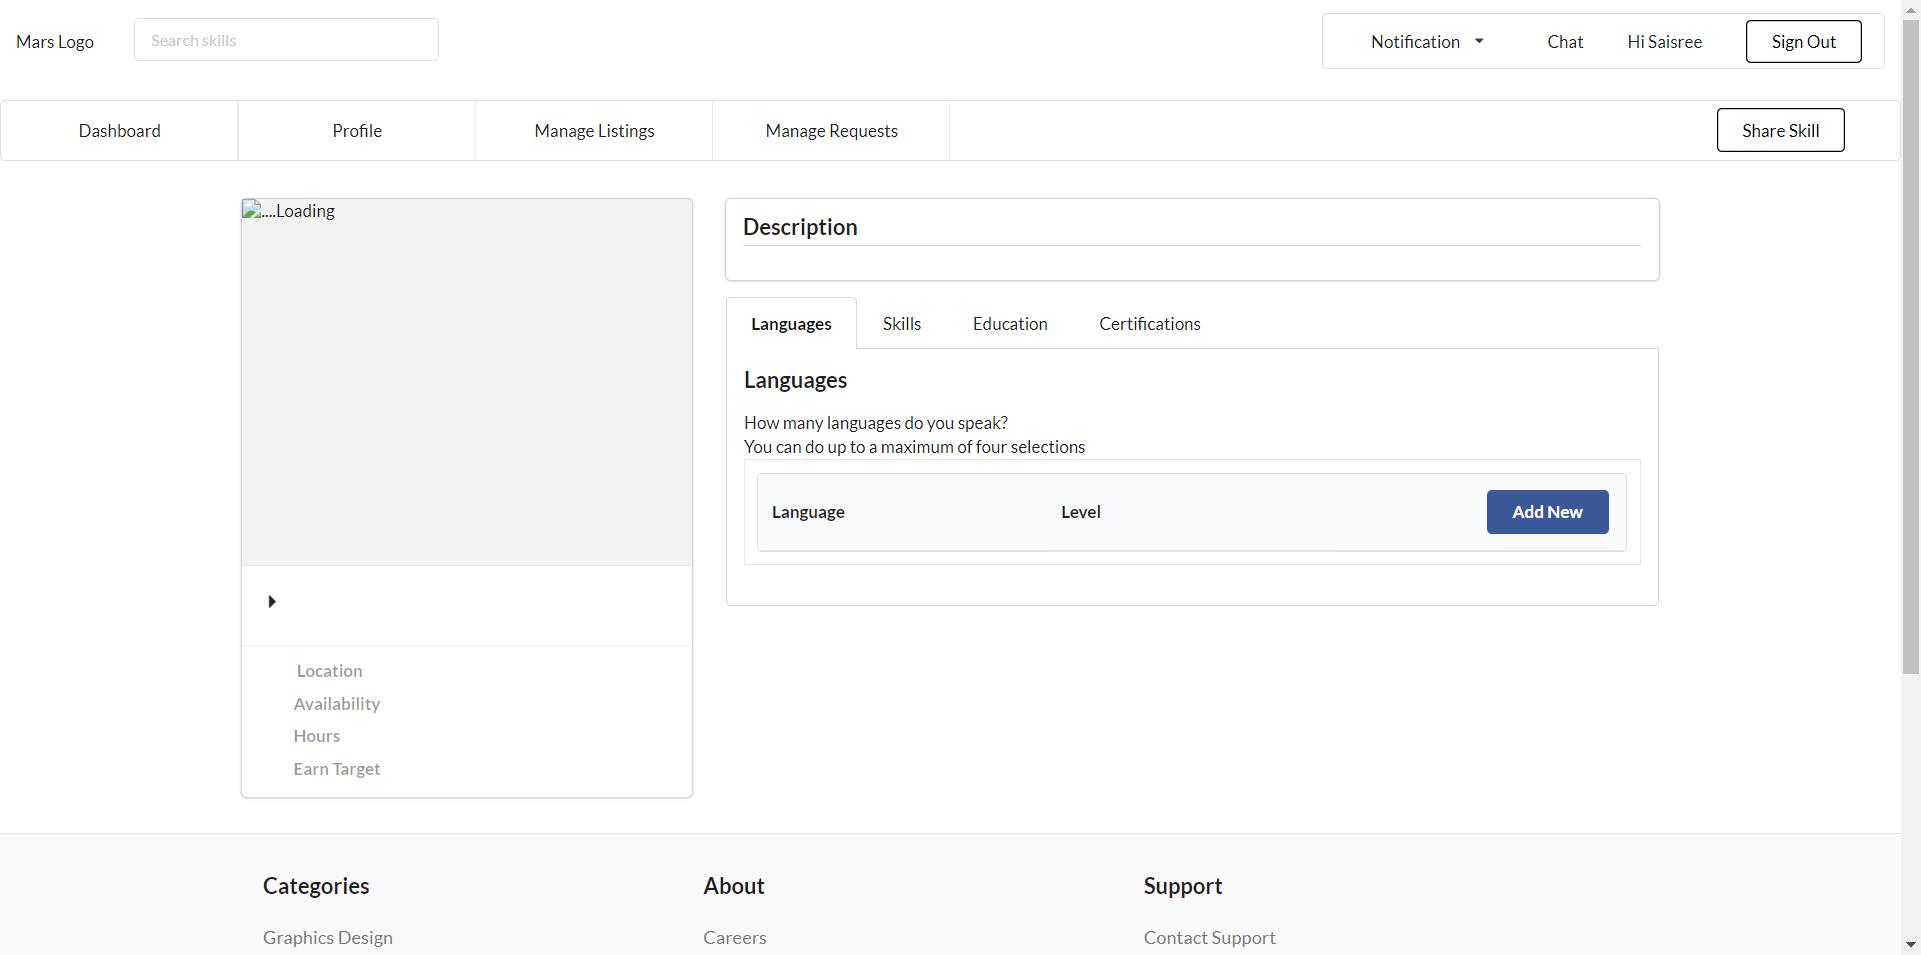 Mars Logo
Search skills
Notification
Chat
Hi Saisree
Sign Out
Dashboard
Profile
Manage Listings
Manage Requests
Share Skill
....Loading
Location
Availability
Hours
Earn Target
Description
Languages
Skills
Education
Certifications
Languages
How many languages do you speak?
You can do up to a maximum of four selections
Language
Level
Add New
Categories
Graphics Design
About
Careers
Support
Contact Support